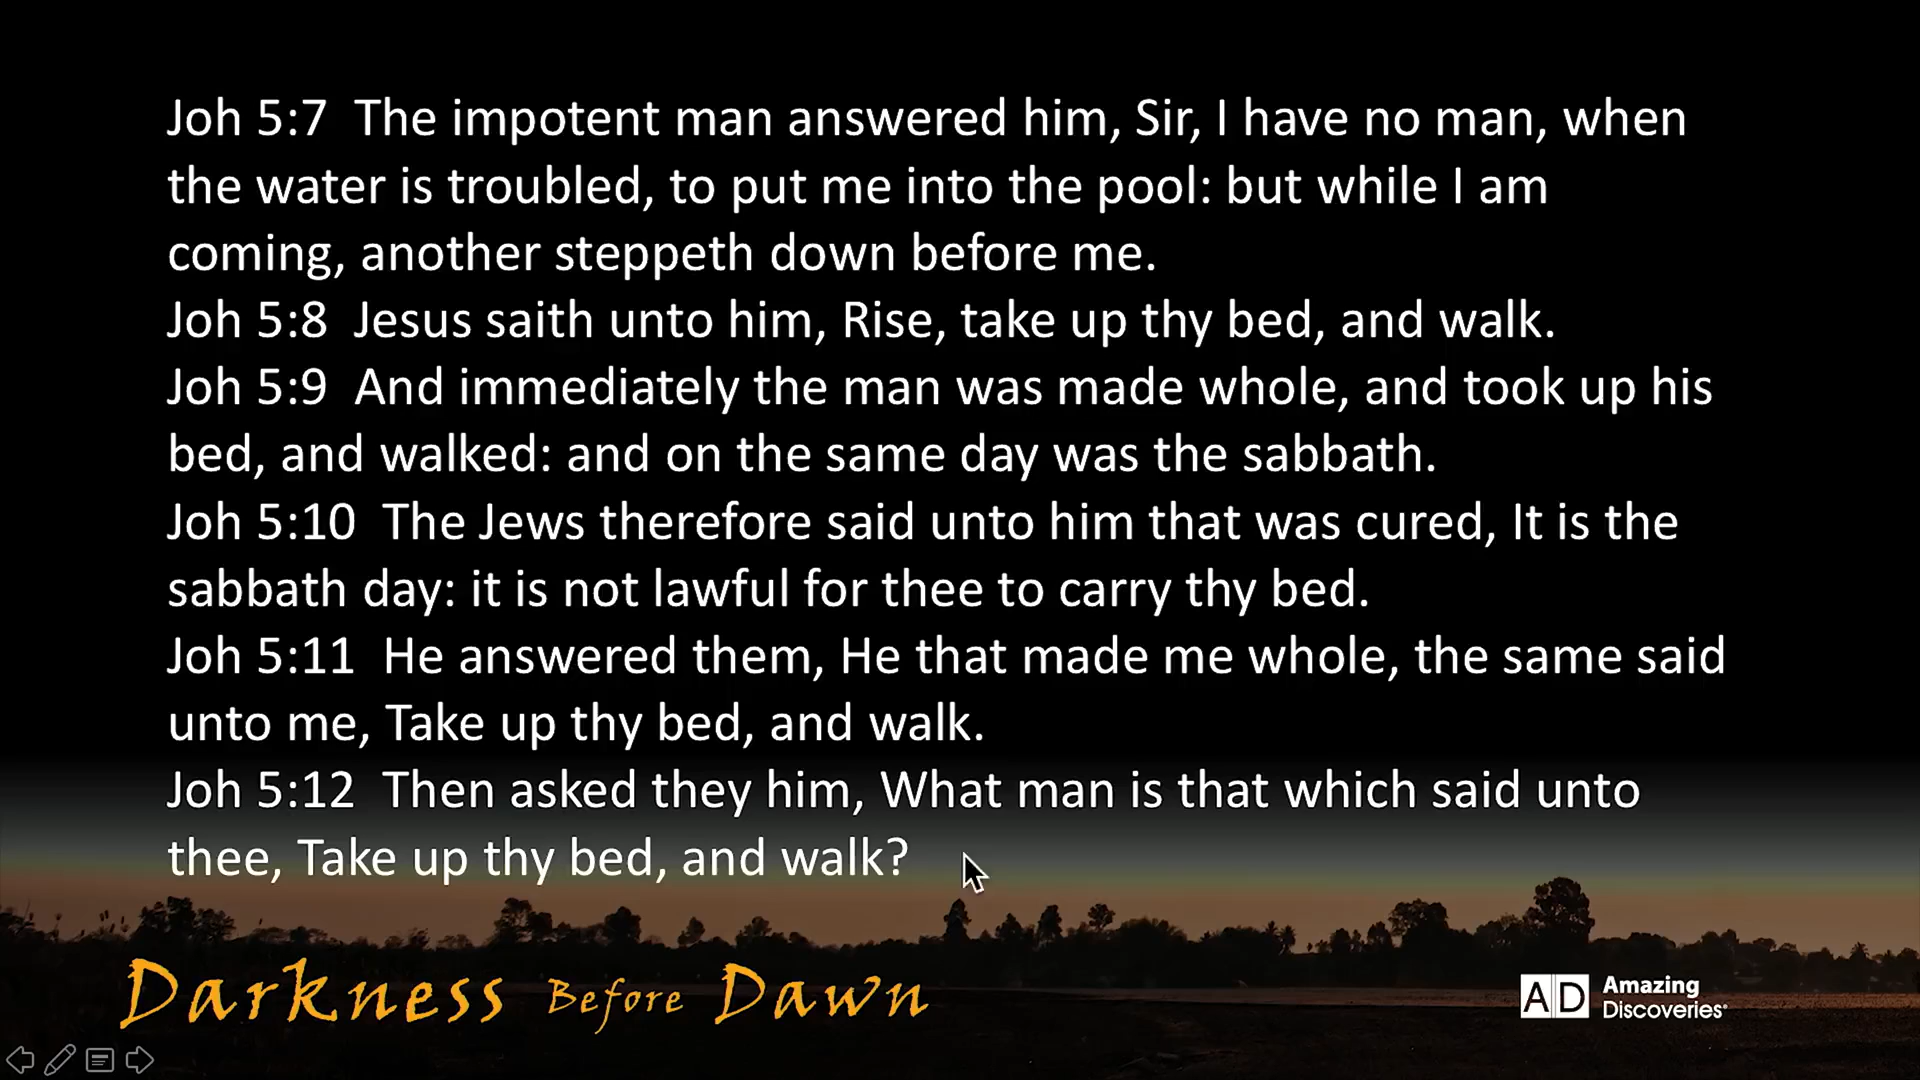 Joh 5:7  The impotent man answered him, Sir, I have no man, when
the water is troubled, to put me into the pool: but while I am
coming, another steppeth down before me.
Joh 5:8  Jesus saith unto him, Rise, take up thy bed, and walk.
Joh 5:9  And immediately the man was made whole, and took up his
bed, and walked: and on the same day was the sabbath.
Joh 5:10  The Jews therefore said unto him that was cured, It is the
sabbath day: it is not lawful for thee to carry thy bed.
Joh 5:11  He answered them, He that made me whole, the same said
unto me, Take up thy bed, and walk.
Joh 5:12  Then asked they him, What man is that which said unto
thee, Take up thy bed, and walk?
Darkness Before Dawn
AD Amazing
Discoveries